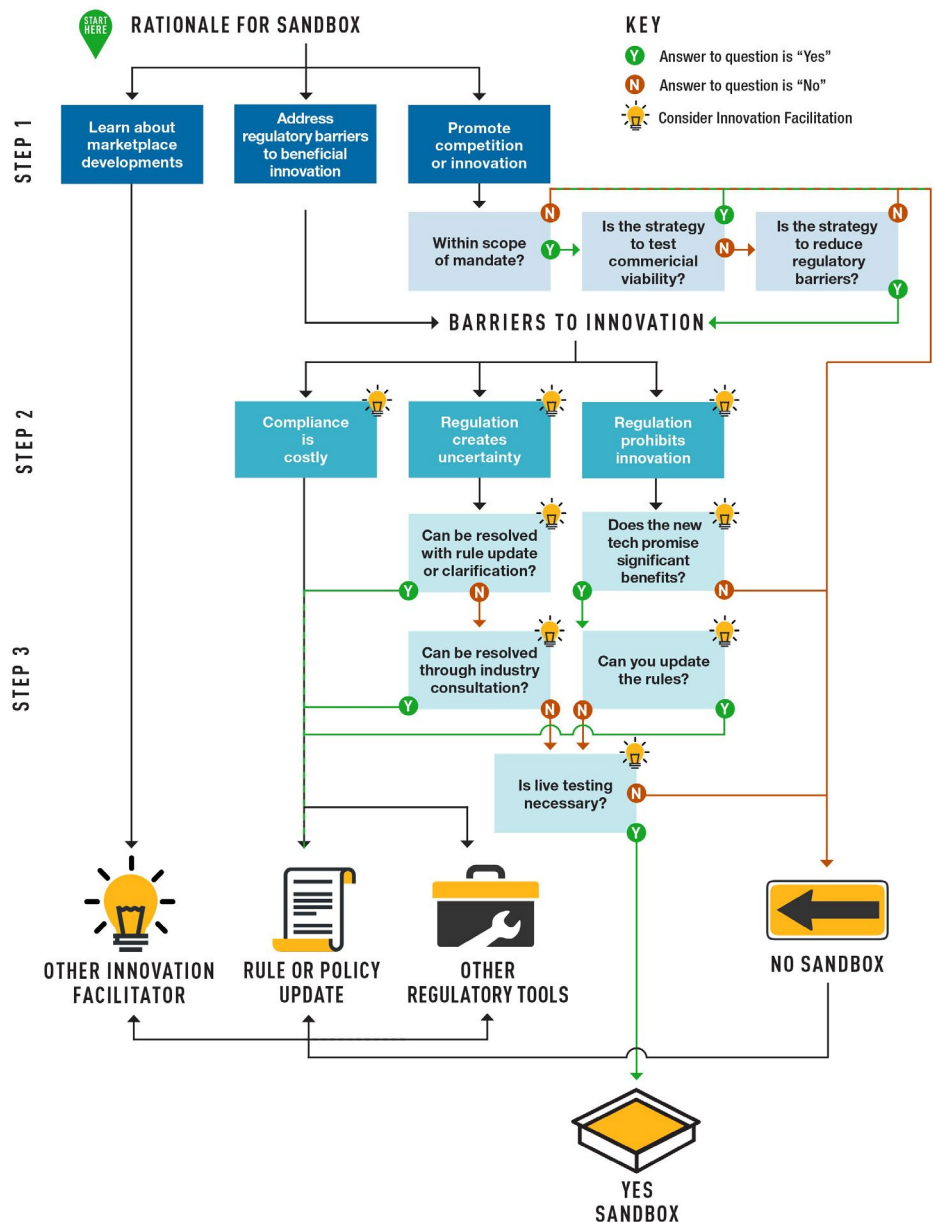 START
HERE
RATIONALE FOR SANDBOX
KEY
Y
Answer to question is “Yes”
N
Answer to question is “No”
Consider Innovation Facilitation
STEP 1
Learn about
marketplace
developments
Address
regulatory barriers
to beneficial
innovation
Promote
competition
or innovation
Within scope
of mandate?
N
Y
Is the strategy
to test
commericial
viability?
Y
N
Is the strategy
to reduce
regulatory
barriers?
N
Y
BARRIERS TO INNOVATION
STEP 2
Compliance
is
costly
Regulation
creates
uncertainty
Regulation
prohibits
innovation
Can be resolved
with rule update
or clarification?
Y
N
Does the new
tech promise
significant
benefits?
Y
N
STEP 3
Can be resolved
through industry
consultation?
Y
N
Can you update
the rules?
N
Y
Is live testing
necessary?
N
Y
OTHER INNOVATION
FACILITATOR
RULE OR POLICY
UPDATE
OTHER
REGULATORY TOOLS
NO SANDBOX
YES
SANDBOX